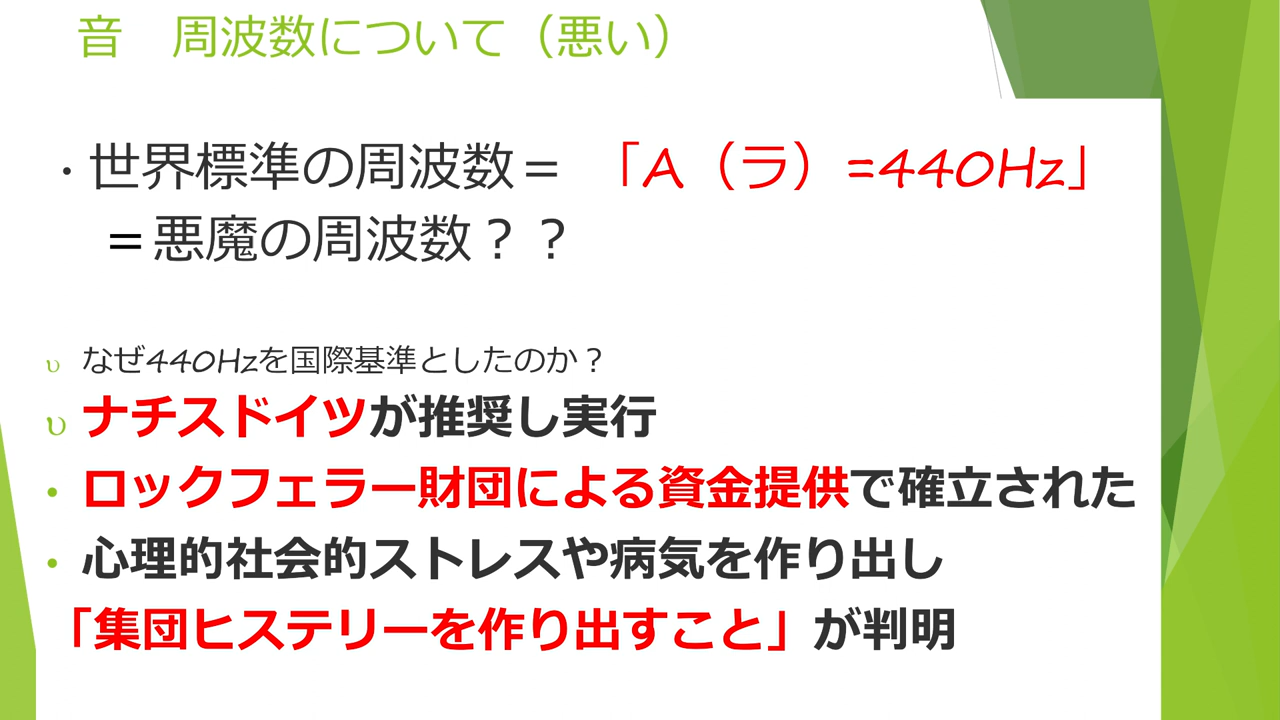 音　周波数について（悪い）
・世界標準の周波数＝「A（ラ）=440Hz」
＝悪魔の周波数？？
υ なぜ440Hzを国際基準としたのか？
υ ナチスドイツが推奨し実行
• ロックフェラー財団による資金提供で確立された
• 心理的社会的ストレスや病気を作り出し
「集団ヒステリーを作り出すこと」が判明